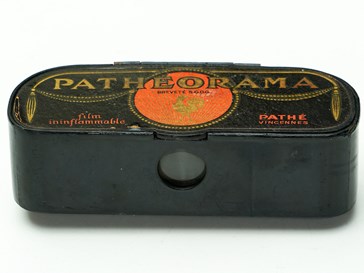 PATHEORAMA
BREVETÉ S.G.D.G.
film
ininflammable
PATHÉ
VINCENNES